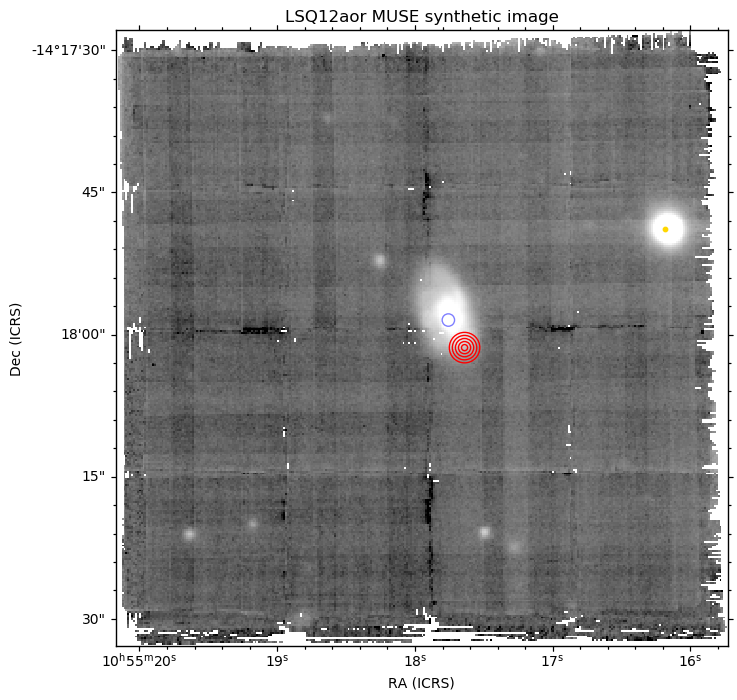 LSQ12aor MUSE synthetic image
-14°17'30"
45"
18'00"
15"
30"
Dec (ICRS)
10ʰ55ᵐ20ˢ 19ˢ 18ˢ 17ˢ 16ˢ
RA (ICRS)